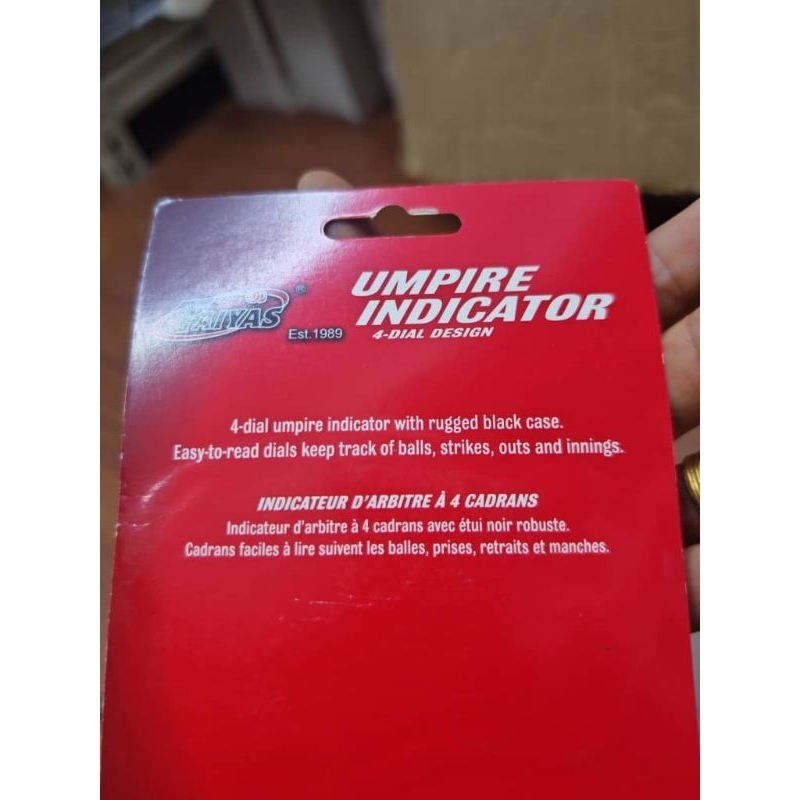 GAIYAS ®
Est.1989
UMPIRE
INDICATOR
4-DIAL DESIGN
4-dial umpire indicator with rugged black case.
Easy-to-read dials keep track of balls, strikes, outs and innings.
INDICATEUR D'ARBITRE À 4 CADRANS
Indicateur d'arbitre à 4 cadrans avec étui noir robuste.
Cadrans faciles à lire suivent les balles, prises, retraits et manches.